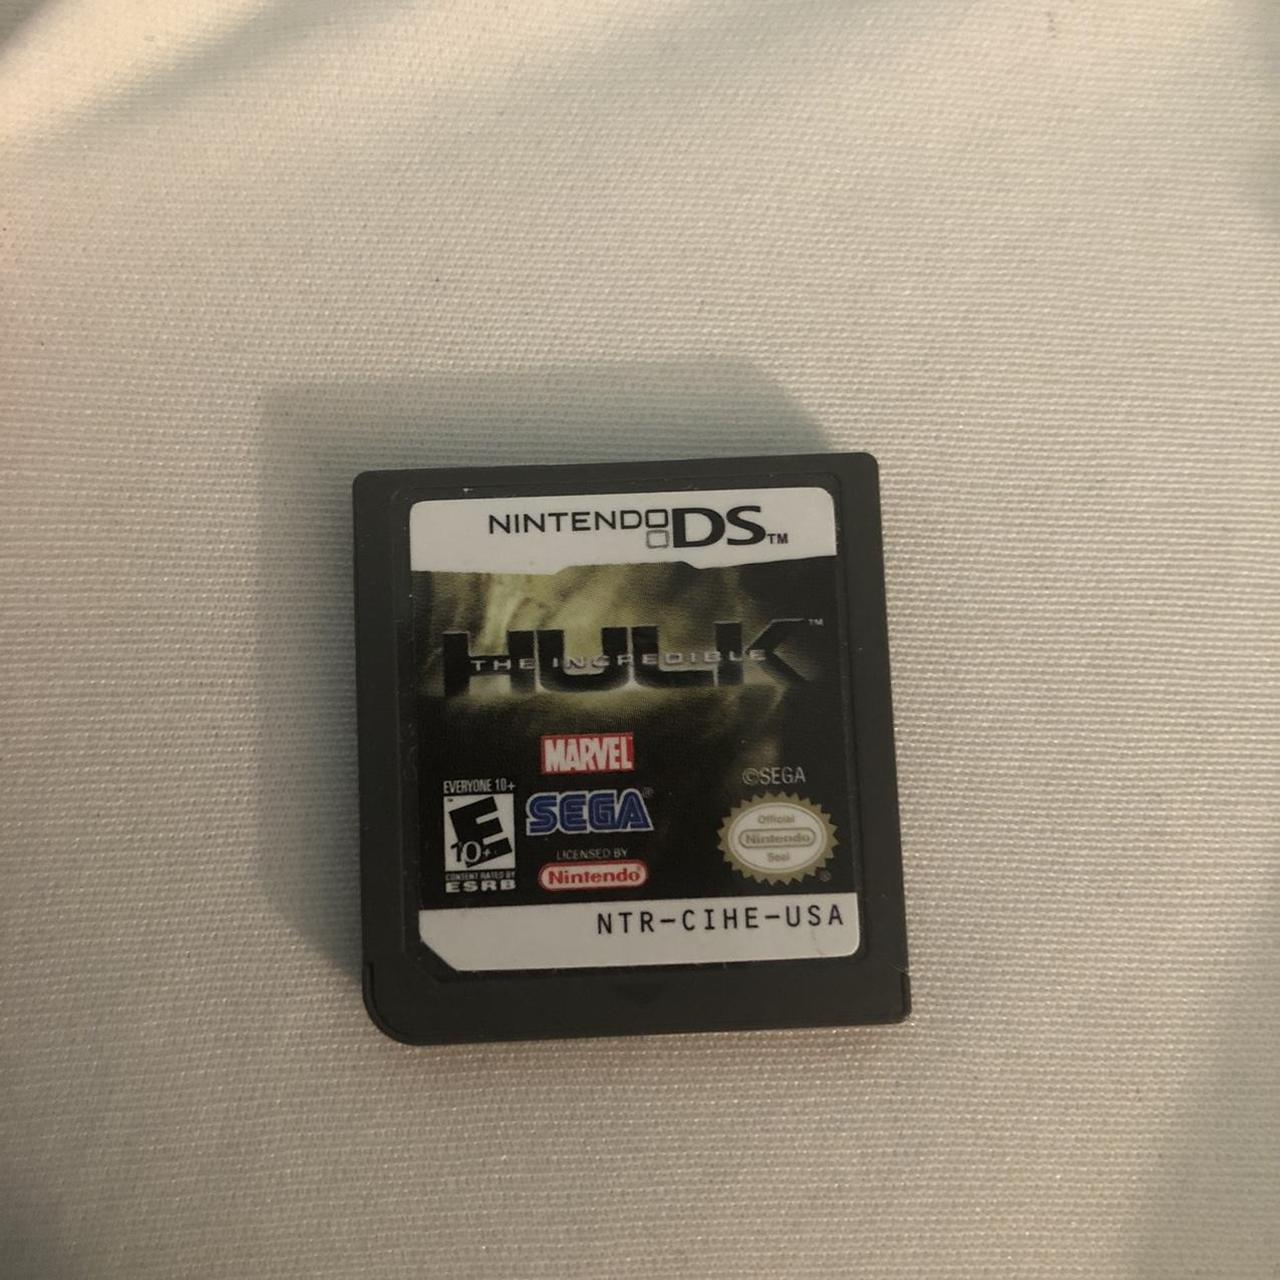 NINTENDO DS™
HULK™
THE INCREDIBLE
MARVEL
©SEGA
EVERYONE 10+
SEGA®
E
10+
Official
Nintendo
Seal
®
LICENSED BY
Nintendo®
CONTENT RATED BY
ESRB
NTR-CIHE-USA